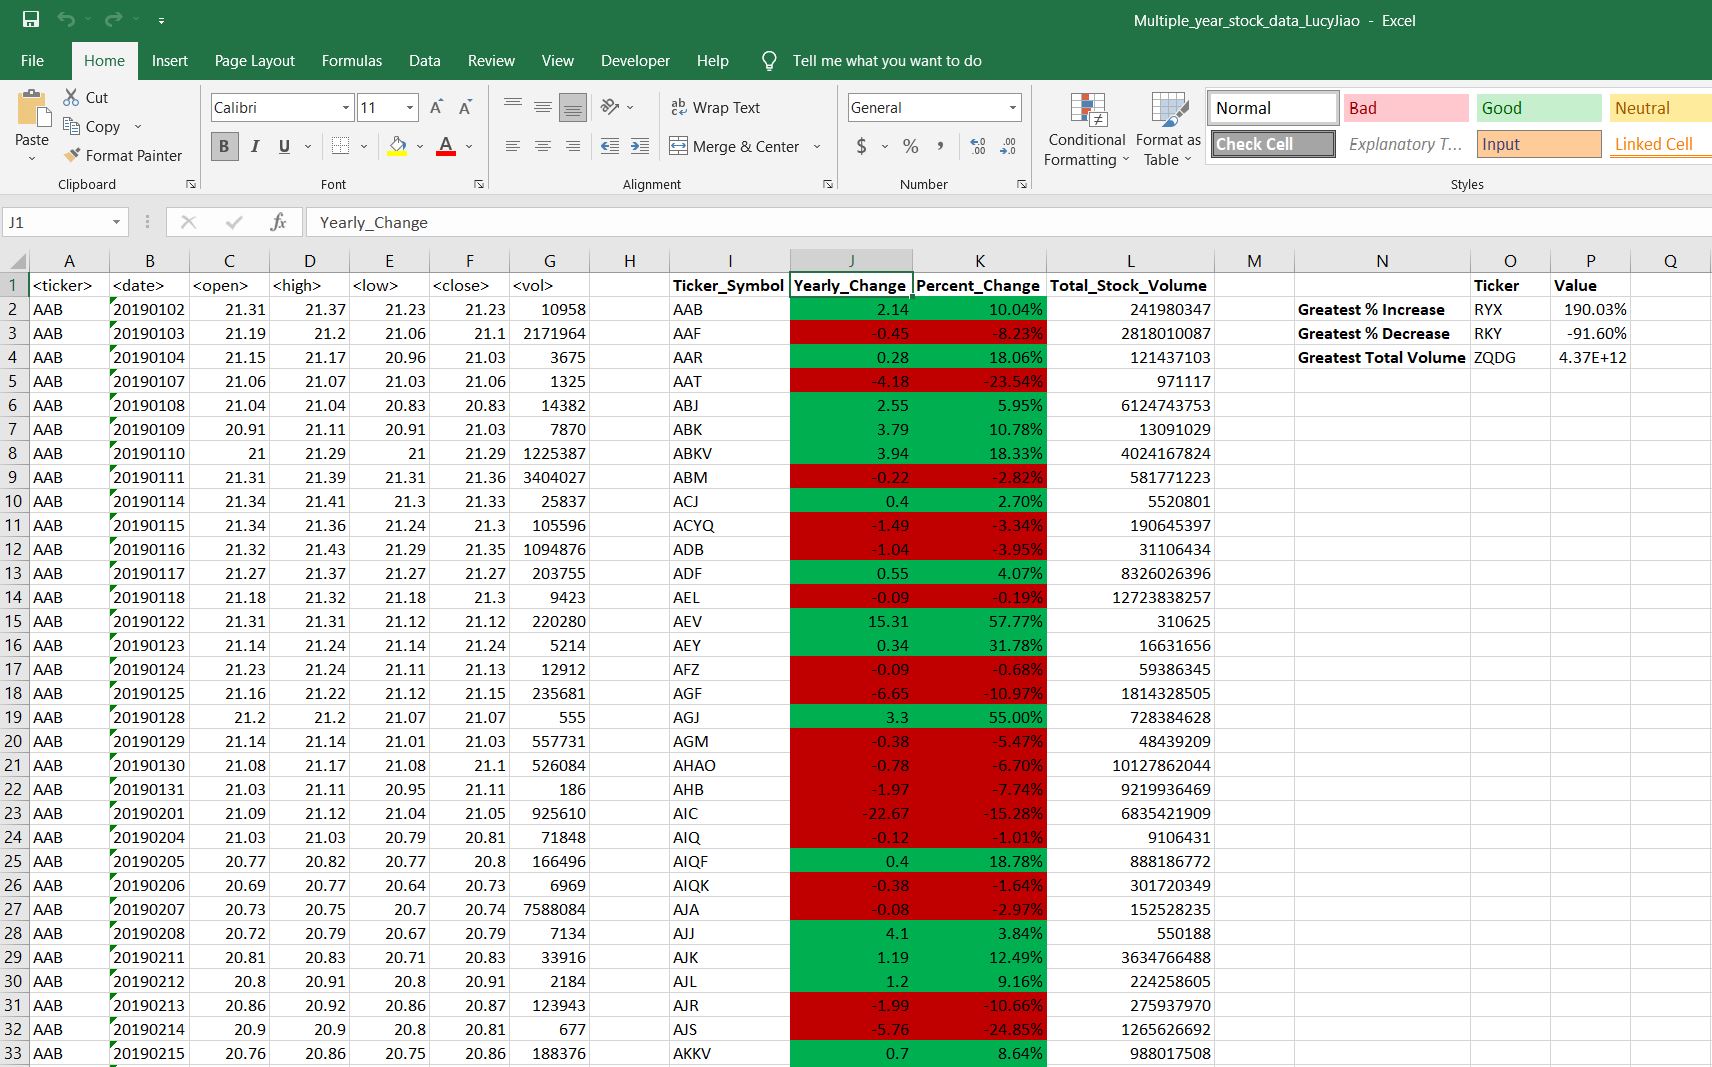 Multiple_year_stock_data_LucyJiao - Excel
File Home Insert Page Layout Formulas Data Review View Developer Help Tell me what you want to do
Paste
Cut
Copy
Format Painter
Clipboard
Calibri 11
B I U
Font
Wrap Text
Merge & Center
Alignment
General
$ % ,
Number
Conditional Formatting
Format as Table
Normal Bad Good Neutral
Check Cell Explanatory T... Input Linked Cell
Styles
J1 fx Yearly_Change
A B C D E F G H I J K L M N O P Q
1 <ticker> <date> <open> <high> <low> <close> <vol> Ticker_Symbol Yearly_Change Percent_Change Total_Stock_Volume Ticker Value
2 AAB 20190102 21.31 21.37 21.23 21.23 10958 AAB 2.14 10.04% 241980347 Greatest % Increase RYX 190.03%
3 AAB 20190103 21.19 21.2 21.06 21.1 2171964 AAF -0.45 -8.23% 2818010087 Greatest % Decrease RKY -91.60%
4 AAB 20190104 21.15 21.17 20.96 21.03 3675 AAR 0.28 18.06% 121437103 Greatest Total Volume ZQDG 4.37E+12
5 AAB 20190107 21.06 21.07 21.03 21.06 1325 AAT -4.18 -23.54% 971117
6 AAB 20190108 21.04 21.04 20.83 20.83 14382 ABJ 2.55 5.95% 6124743753
7 AAB 20190109 20.91 21.11 20.91 21.03 7870 ABK 3.79 10.78% 13091029
8 AAB 20190110 21 21.29 21 21.29 1225387 ABKV 3.94 18.33% 4024167824
9 AAB 20190111 21.31 21.39 21.31 21.36 3404027 ABM -0.22 -2.82% 581771223
10 AAB 20190114 21.34 21.41 21.3 21.33 25837 ACJ 0.4 2.70% 5520801
11 AAB 20190115 21.34 21.36 21.24 21.3 105596 ACYQ -1.49 -3.34% 190645397
12 AAB 20190116 21.32 21.43 21.29 21.35 1094876 ADB -1.04 -3.95% 31106434
13 AAB 20190117 21.27 21.37 21.27 21.27 203755 ADF 0.55 4.07% 8326026396
14 AAB 20190118 21.18 21.32 21.18 21.3 9423 AEL -0.09 -0.19% 12723838257
15 AAB 20190122 21.31 21.31 21.12 21.12 220280 AEV 15.31 57.77% 310625
16 AAB 20190123 21.14 21.24 21.14 21.24 5214 AEY 0.34 31.77% 16631656
17 AAB 20190124 21.23 21.24 21.11 21.13 12912 AFZ -0.09 -0.68% 59386345
18 AAB 20190125 21.16 21.22 21.12 21.15 235681 AGF -6.65 -10.97% 1814328505
19 AAB 20190128 21.2 21.2 21.07 21.07 555 AGJ 3.3 55.00% 728384628
20 AAB 20190129 21.14 21.14 21.01 21.03 557731 AGM -0.38 -5.47% 48439209
21 AAB 20190130 21.08 21.17 21.08 21.1 526084 AHAO -0.78 -6.70% 10127862044
22 AAB 20190131 21.03 21.11 20.95 21.11 186 AHB -1.97 -7.74% 9219936469
23 AAB 20190201 21.09 21.12 21.04 21.05 925610 AIC -22.67 -15.28% 6835421909
24 AAB 20190204 21.03 21.03 20.79 20.81 71848 AIQ -0.12 -1.01% 9106431
25 AAB 20190205 20.77 20.82 20.77 20.8 166496 AIQF 0.4 18.78% 888186772
26 AAB 20190206 20.69 20.77 20.64 20.73 6969 AIQK -0.38 -1.64% 301720349
27 AAB 20190207 20.73 20.75 20.7 20.74 7588084 AJA -0.08 -2.97% 152528235
28 AAB 20190208 20.72 20.79 20.67 20.79 7134 AJJ 4.1 3.84% 550188
29 AAB 20190211 20.81 20.83 20.71 20.83 33916 AJK 1.19 12.49% 3634766488
30 AAB 20190212 20.8 20.91 20.8 20.91 2184 AJL 1.2 9.16% 224258605
31 AAB 20190213 20.86 20.92 20.86 20.87 123943 AJR -1.99 -10.66% 275937970
32 AAB 20190214 20.9 20.9 20.8 20.81 677 AJS -5.76 -24.85% 1265626692
33 AAB 20190215 20.76 20.86 20.75 20.86 188376 AKKV 0.7 8.64% 988017508